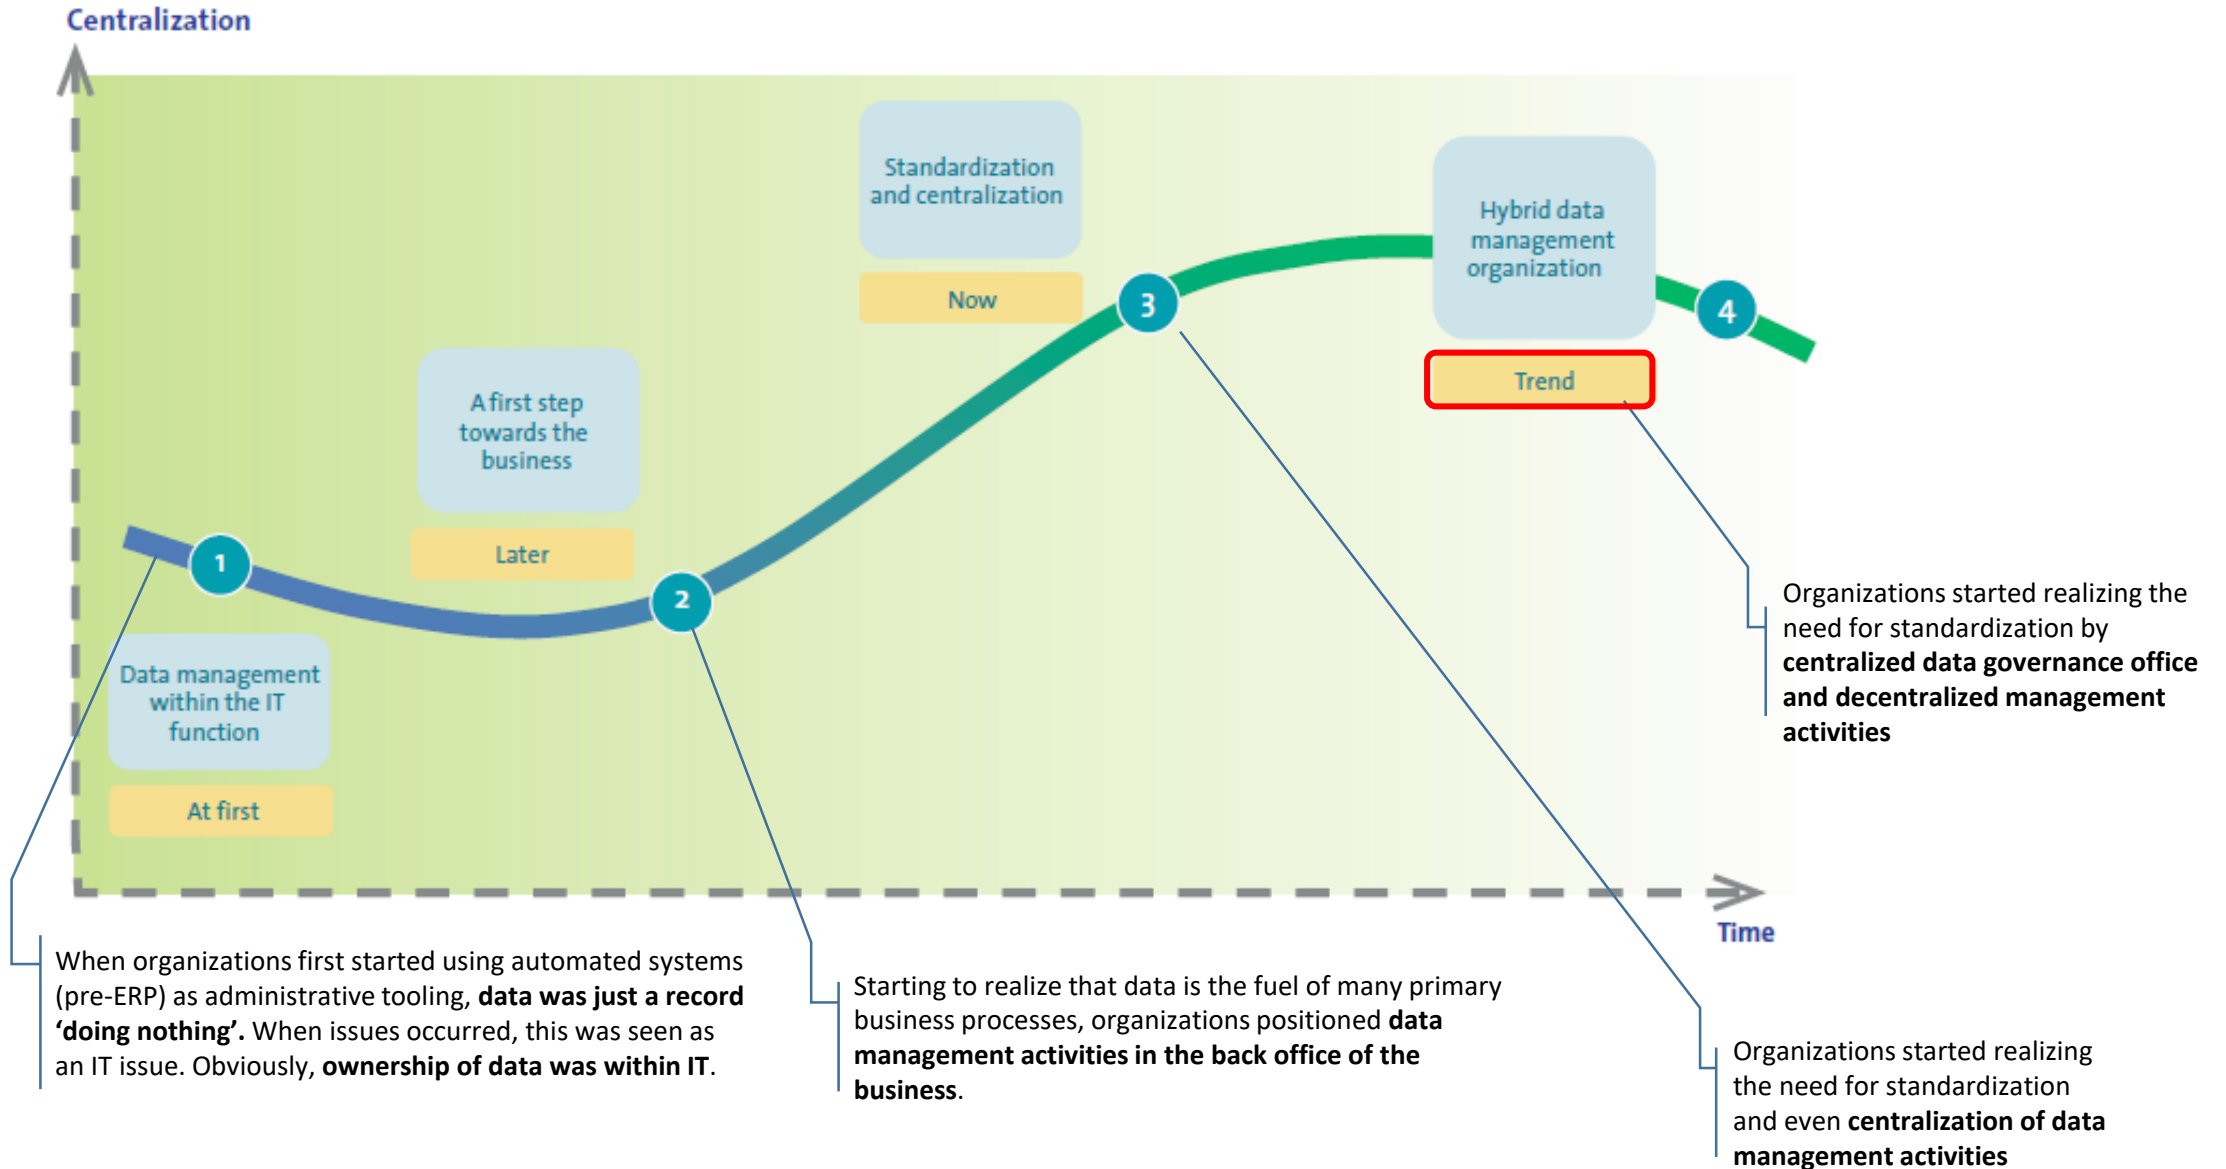 Centralization
Standardization
and centralization
Now
Hybrid data
management
organization
Trend
3
4
A first step
towards the
business
Later
1
2
Data management
within the IT
function
At first
Time
Organizations started realizing the
need for standardization by
centralized data governance office
and decentralized management
activities
When organizations first started using automated systems
(pre-ERP) as administrative tooling, data was just a record
‘doing nothing’. When issues occurred, this was seen as
an IT issue. Obviously, ownership of data was within IT.
Starting to realize that data is the fuel of many primary
business processes, organizations positioned data
management activities in the back office of the
business.
Organizations started realizing
the need for standardization
and even centralization of data
management activities